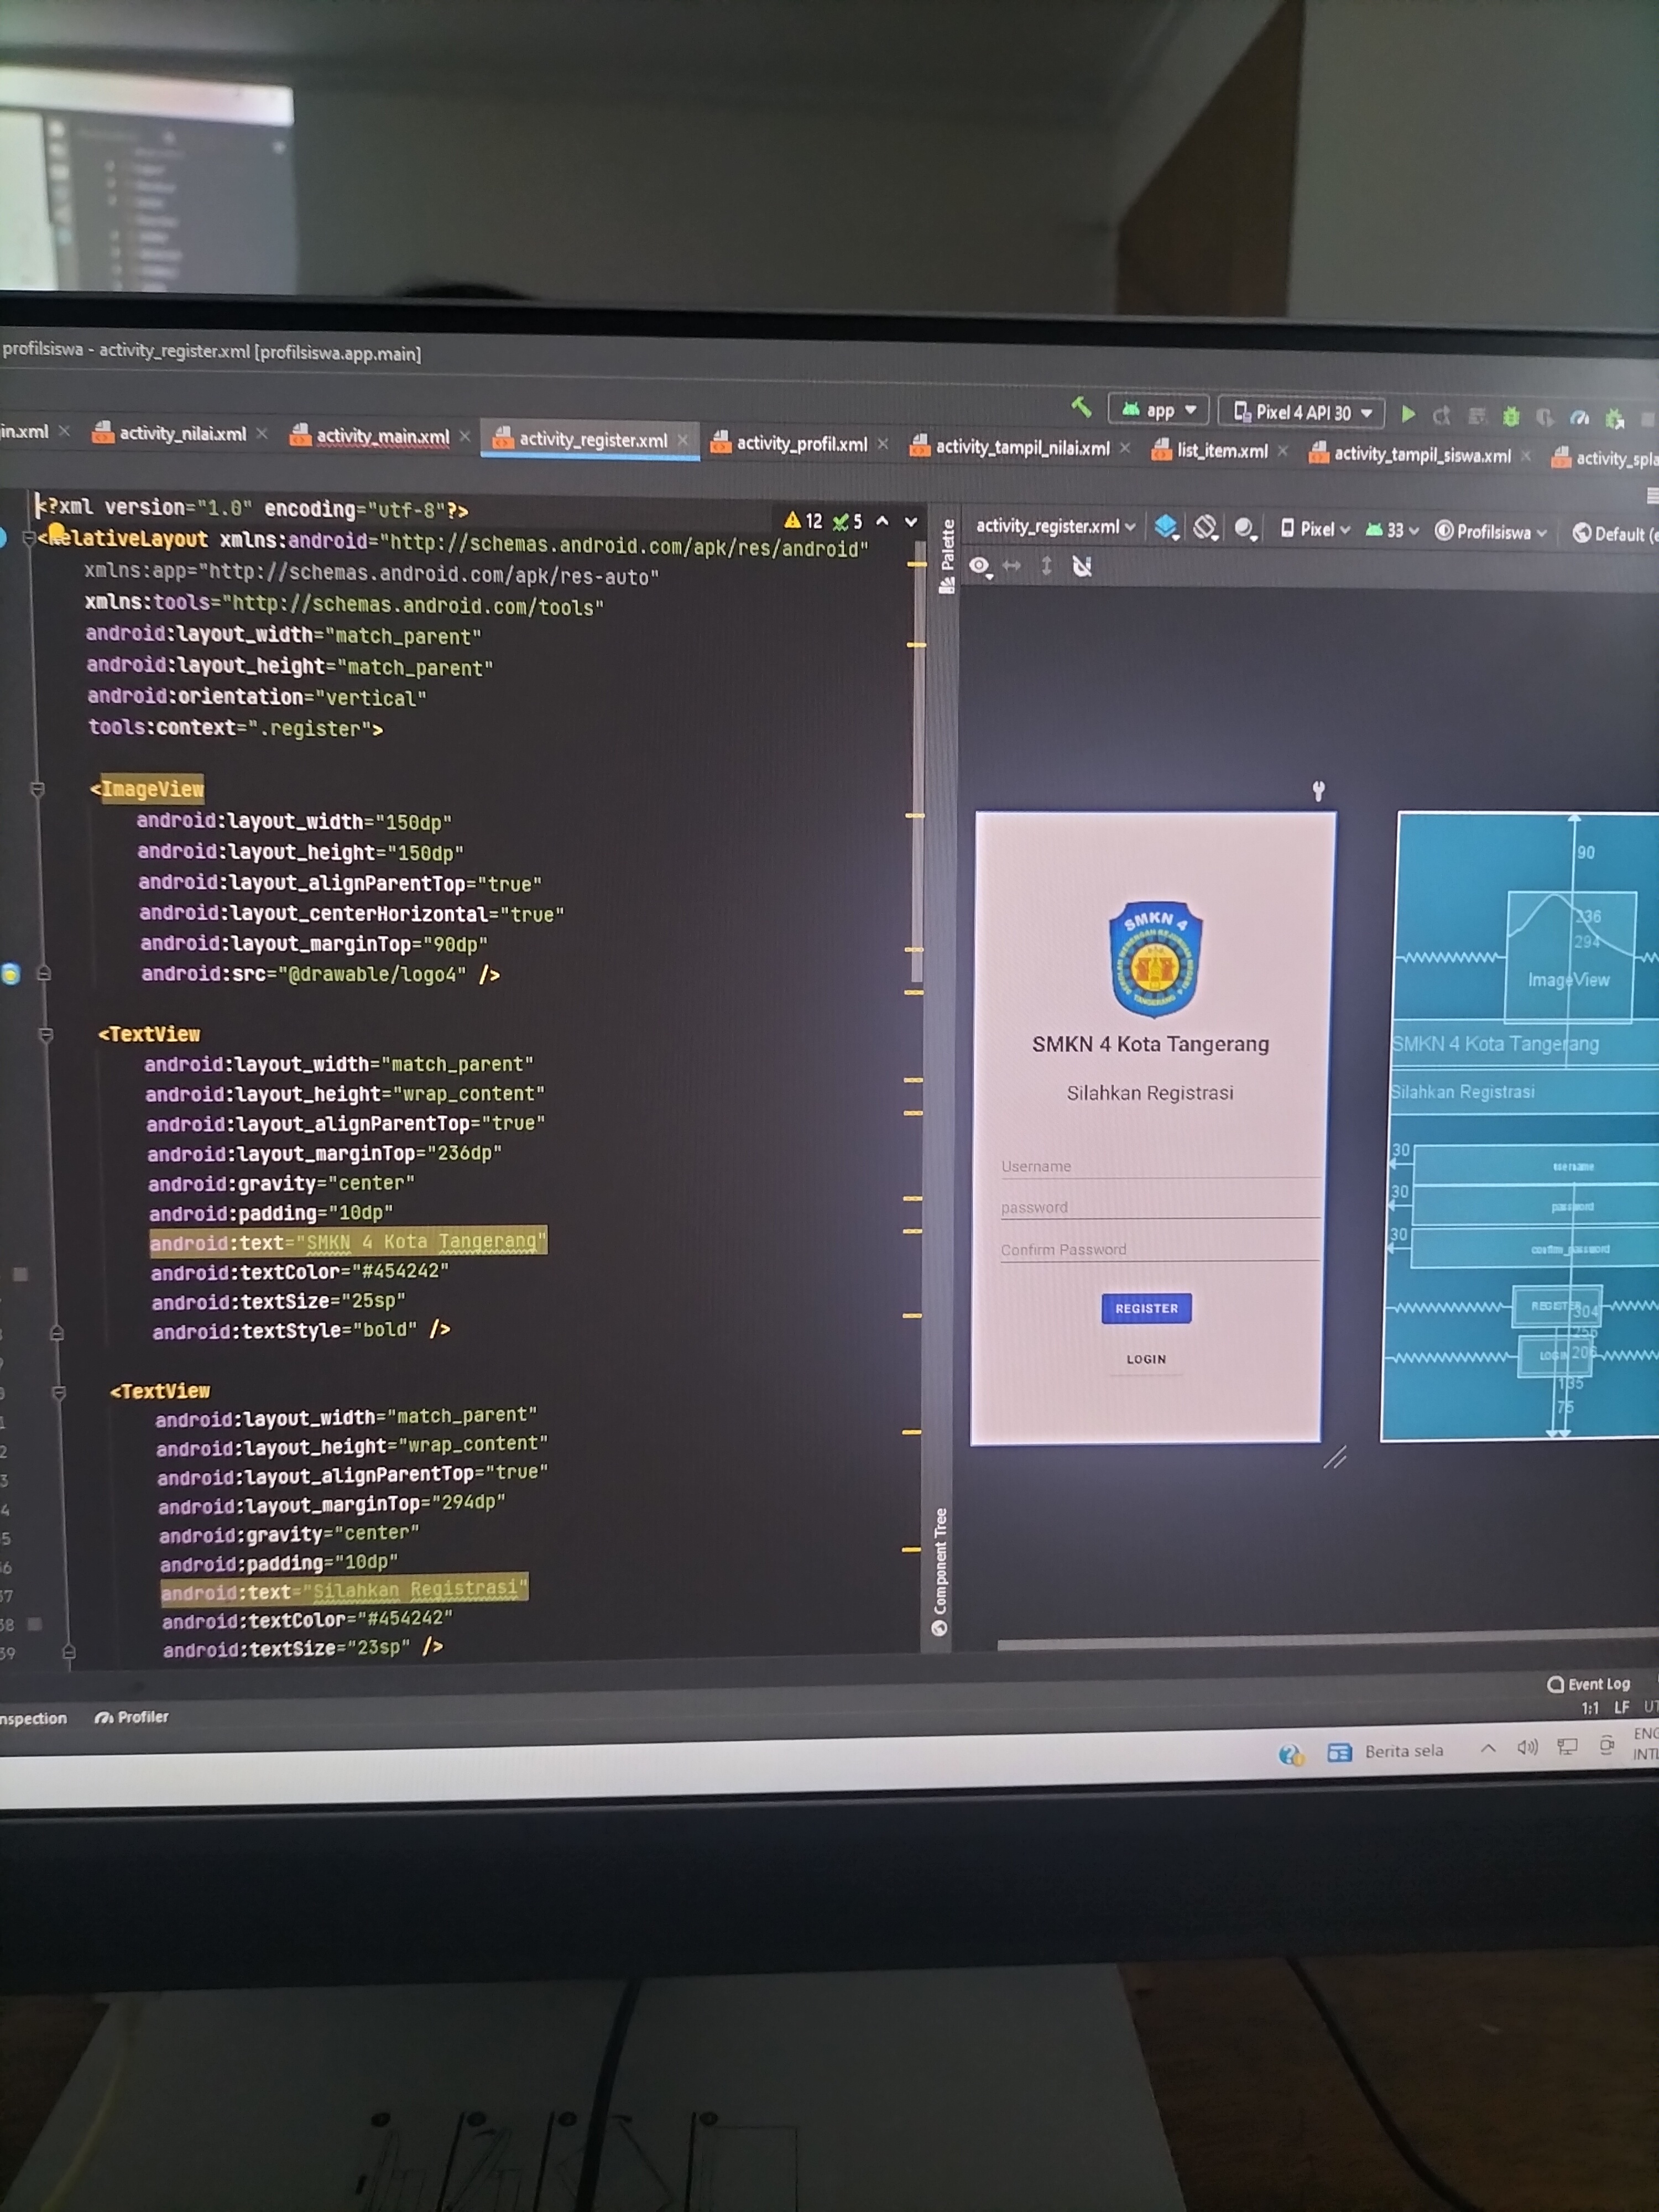 profilsiswa - activity_register.xml [profilsiswa.app.main]
app
Pixel 4 API 30
in.xml
activity_nilai.xml
activity_main.xml
activity_register.xml
activity_profil.xml
activity_tampil_nilai.xml
list_item.xml
activity_tampil_siswa.xml
activity_spla
<?xml version="1.0" encoding="utf-8"?>
12
5
<RelativeLayout xmlns:android="http://schemas.android.com/apk/res/android"
xmlns:app="http://schemas.android.com/apk/res-auto"
xmlns:tools="http://schemas.android.com/tools"
android:layout_width="match_parent"
android:layout_height="match_parent"
android:orientation="vertical"
tools:context=".register">
<ImageView
android:layout_width="150dp"
android:layout_height="150dp"
android:layout_alignParentTop="true"
android:layout_centerHorizontal="true"
android:layout_marginTop="90dp"
android:src="@drawable/logo4" />
<TextView
android:layout_width="match_parent"
android:layout_height="wrap_content"
android:layout_alignParentTop="true"
android:layout_marginTop="236dp"
android:gravity="center"
android:padding="10dp"
android:text="SMKN 4 Kota Tangerang"
android:textColor="#454242"
android:textSize="25sp"
android:textStyle="bold" />
<TextView
android:layout_width="match_parent"
android:layout_height="wrap_content"
android:layout_alignParentTop="true"
android:layout_marginTop="294dp"
android:gravity="center"
android:padding="10dp"
android:text="Silahkan Registrasi"
android:textColor="#454242"
android:textSize="23sp" />
Palette
Component Tree
activity_register.xml
Pixel
33
Profilsiswa
Default (e
SMKN 4
TANGERANG
SMKN 4 Kota Tangerang
Silahkan Registrasi
Username
password
Confirm Password
REGISTER
LOGIN
90
236
294
ImageView
SMKN 4 Kota Tangerang
Silahkan Registrasi
30
username
30
password
30
confirm_password
REGISTER
304
256
LOGIN
206
135
75
nspection
Profiler
Event Log
1:1
LF
UT
Berita sela
ENG
INTL